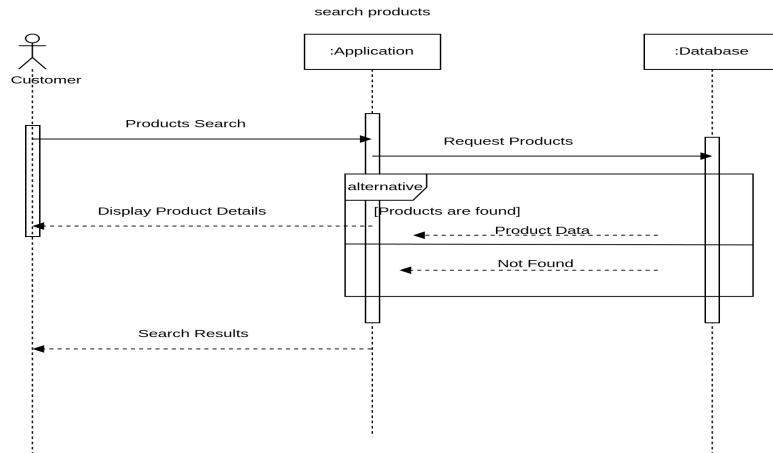 search products
:Application
:Database
Customer
Products Search
Request Products
alternative
Display Product Details
[Products are found]
Product Data
Not Found
Search Results